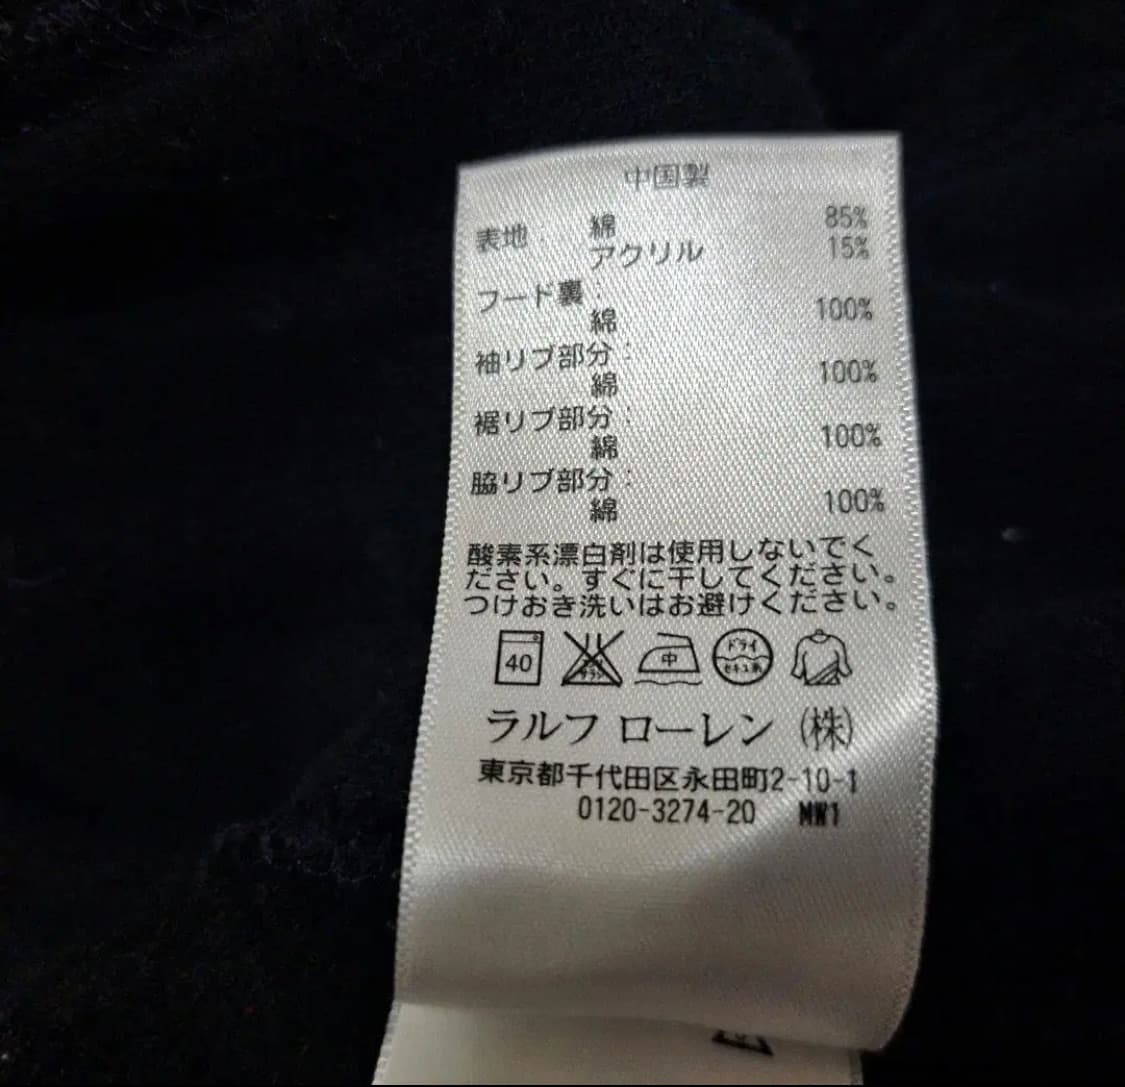 中国製
表地: 綿 85%
アクリル 15%
フード裏:
綿 100%
袖リブ部分:
綿 100%
裾リブ部分:
綿 100%
脇リブ部分:
綿 100%
酸素系漂白剤は使用しないでく
ださい。すぐに干してください。
つけおき洗いはお避けください。
40 中 ドライ セキユ系
ラルフ ローレン (株)
東京都千代田区永田町2-10-1
0120-3274-20 MW1